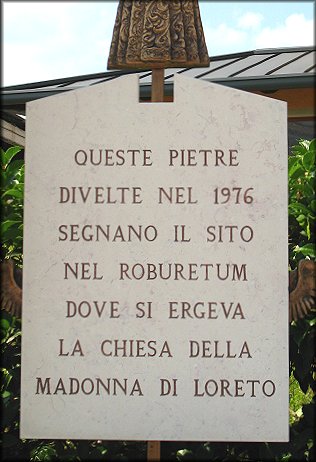 QUESTE PIETRE
DIVELTE NEL 1976
SEGNANO IL SITO
NEL ROBURETUM
DOVE SI ERGEVA
LA CHIESA DELLA
MADONNA DI LORETO